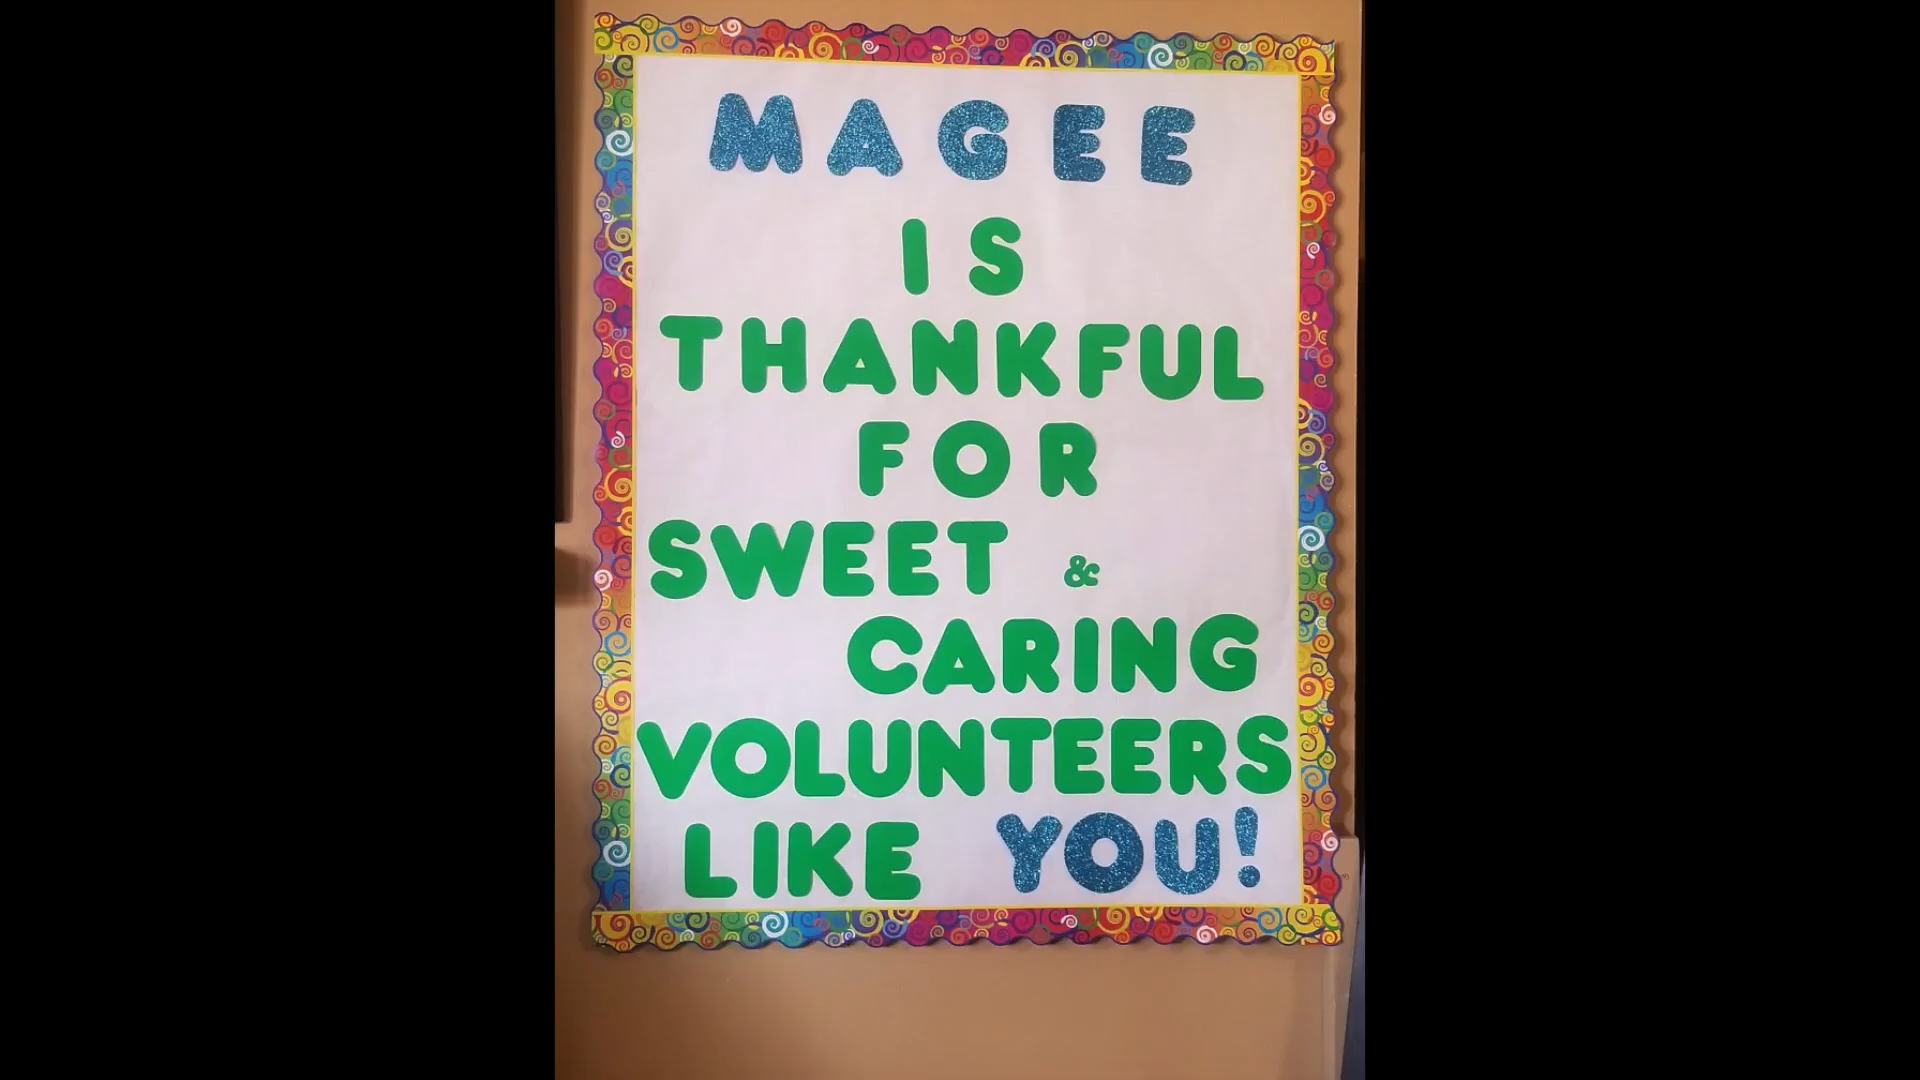 MAGEE
IS
THANKFUL
FOR
SWEET &
CARING
VOLUNTEERS
LIKE YOU!